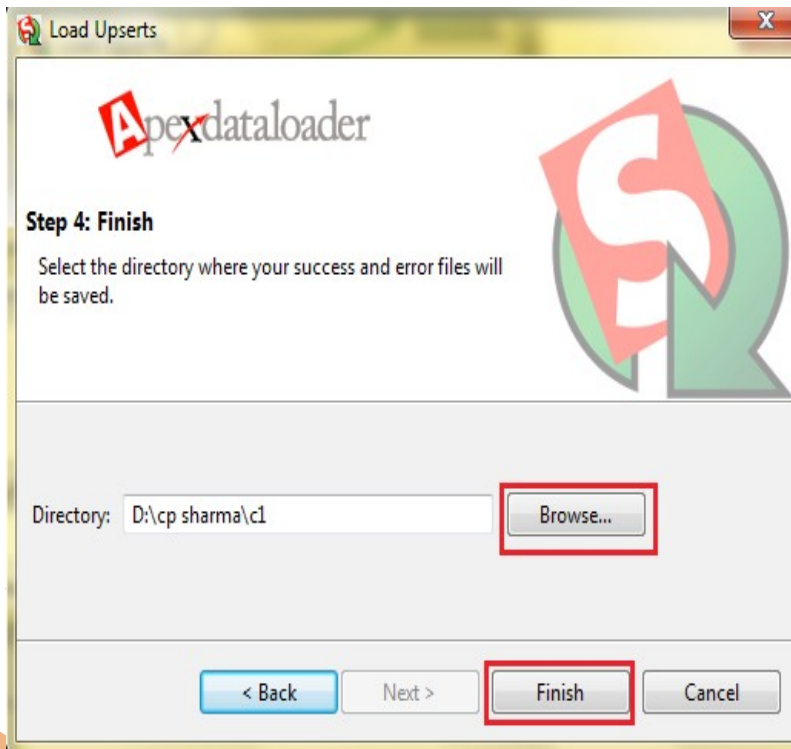 Load Upserts
Apexdataloader
Step 4: Finish
Select the directory where your success and error files will
be saved.
Directory: D:\cp sharma\c1 Browse...
< Back Next > Finish Cancel